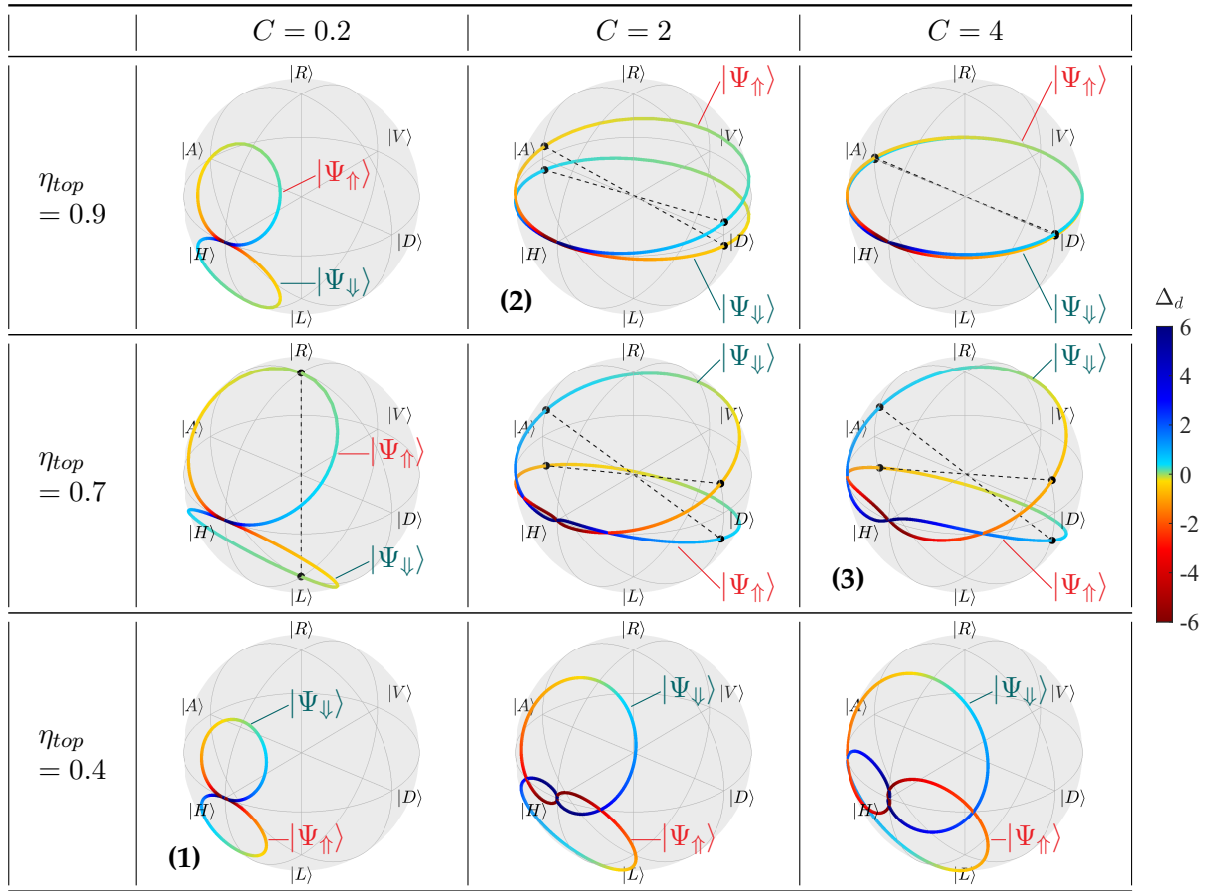 C = 0.2 C = 2 C = 4
η_top = 0.9
|R⟩ |A⟩ |V⟩ |H⟩ |D⟩ |L⟩ |Ψ⇑⟩ |Ψ⇓⟩
|R⟩ |A⟩ |V⟩ |H⟩ |D⟩ |L⟩ |Ψ⇑⟩ |Ψ⇓⟩ (2)
|R⟩ |A⟩ |V⟩ |H⟩ |D⟩ |L⟩ |Ψ⇑⟩ |Ψ⇓⟩
η_top = 0.7
|R⟩ |A⟩ |V⟩ |H⟩ |D⟩ |L⟩ |Ψ⇑⟩ |Ψ⇓⟩
|R⟩ |A⟩ |V⟩ |H⟩ |D⟩ |L⟩ |Ψ⇓⟩ |Ψ⇑⟩
|R⟩ |A⟩ |V⟩ |H⟩ |D⟩ |L⟩ |Ψ⇓⟩ |Ψ⇑⟩ (3)
η_top = 0.4
|R⟩ |A⟩ |V⟩ |H⟩ |D⟩ |L⟩ |Ψ⇓⟩ |Ψ⇑⟩ (1)
|R⟩ |A⟩ |V⟩ |H⟩ |D⟩ |L⟩ |Ψ⇓⟩ |Ψ⇑⟩
|R⟩ |A⟩ |V⟩ |H⟩ |D⟩ |L⟩ |Ψ⇓⟩ |Ψ⇑⟩
Δ_d
6
4
2
0
-2
-4
-6